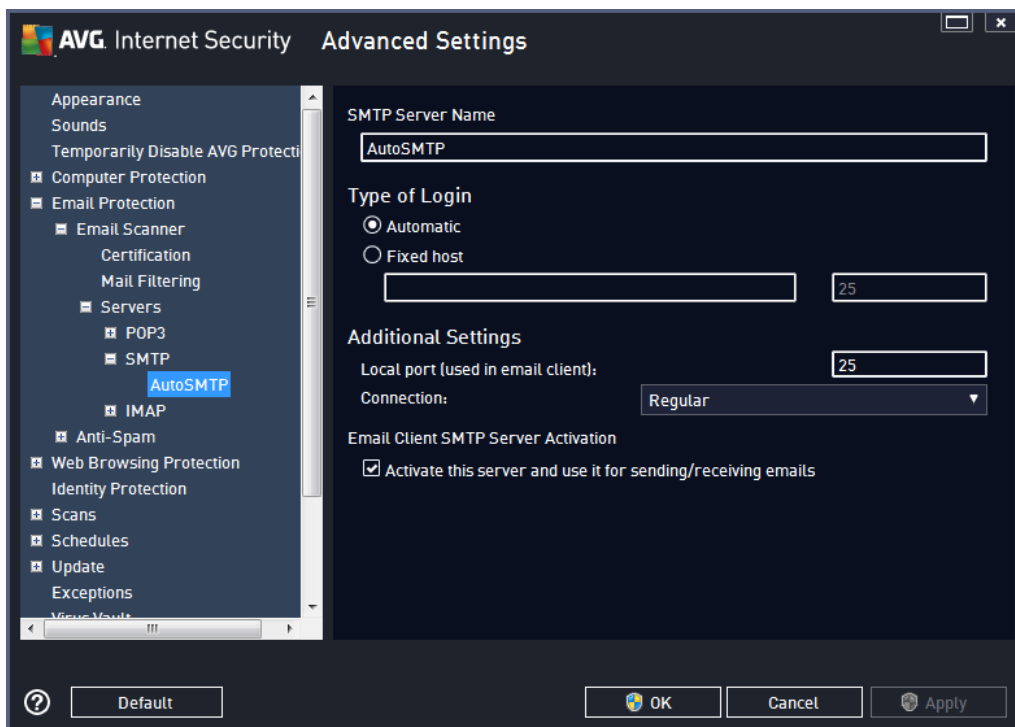 AVG. Internet Security Advanced Settings
Appearance
Sounds
Temporarily Disable AVG Protecti
Computer Protection
Email Protection
Email Scanner
Certification
Mail Filtering
Servers
POP3
SMTP
AutoSMTP
IMAP
Anti-Spam
Web Browsing Protection
Identity Protection
Scans
Schedules
Update
Exceptions
Virus Vault
SMTP Server Name
AutoSMTP
Type of Login
Automatic
Fixed host
25
Additional Settings
Local port (used in email client): 25
Connection: Regular
Email Client SMTP Server Activation
Activate this server and use it for sending/receiving emails
? Default OK Cancel Apply